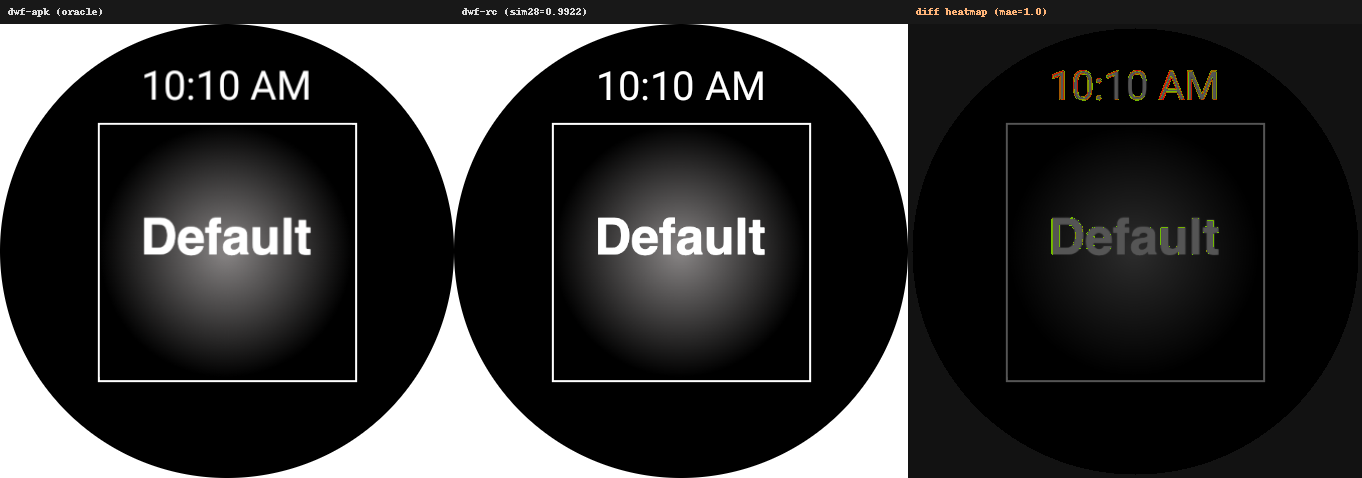 dwf-apk (oracle)
dwf-rc (sim28=0.9922)
diff heatmap (mae=1.0)
10:10 AM
10:10 AM
10:10 AM
Default
Default
Default